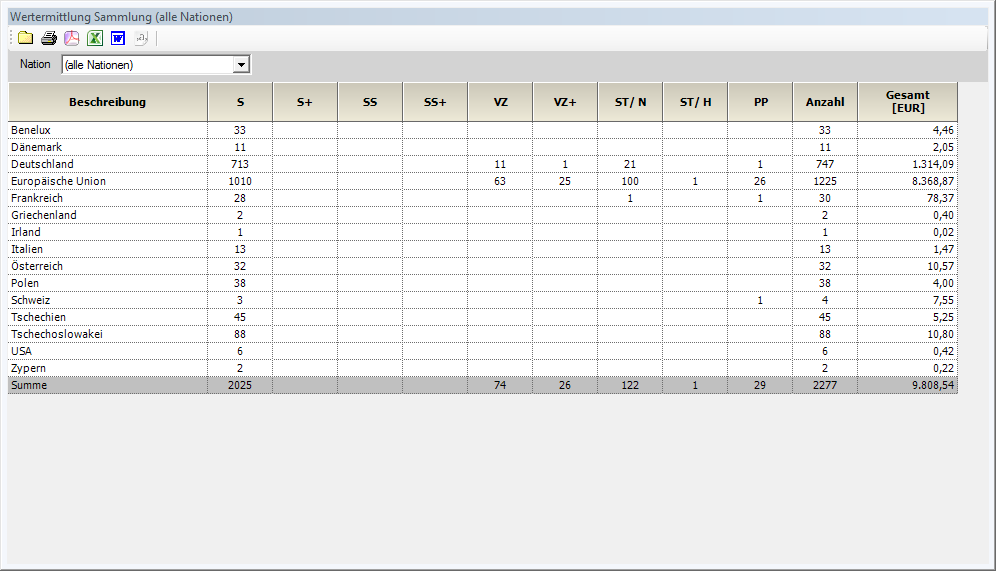 Wertermittlung Sammlung (alle Nationen)
Nation (alle Nationen)
Beschreibung S S+ SS SS+ VZ VZ+ ST/ N ST/ H PP Anzahl Gesamt [EUR]
Benelux 33 33 4,46
Dänemark 11 11 2,05
Deutschland 713 11 1 21 1 747 1.314,09
Europäische Union 1010 63 25 100 1 26 1225 8.368,87
Frankreich 28 1 1 30 78,37
Griechenland 2 2 0,40
Irland 1 1 0,02
Italien 13 13 1,47
Österreich 32 32 10,57
Polen 38 38 4,00
Schweiz 3 1 4 7,55
Tschechien 45 45 5,25
Tschechoslowakei 88 88 10,80
USA 6 6 0,42
Zypern 2 2 0,22
Summe 2025 74 26 122 1 29 2277 9.808,54